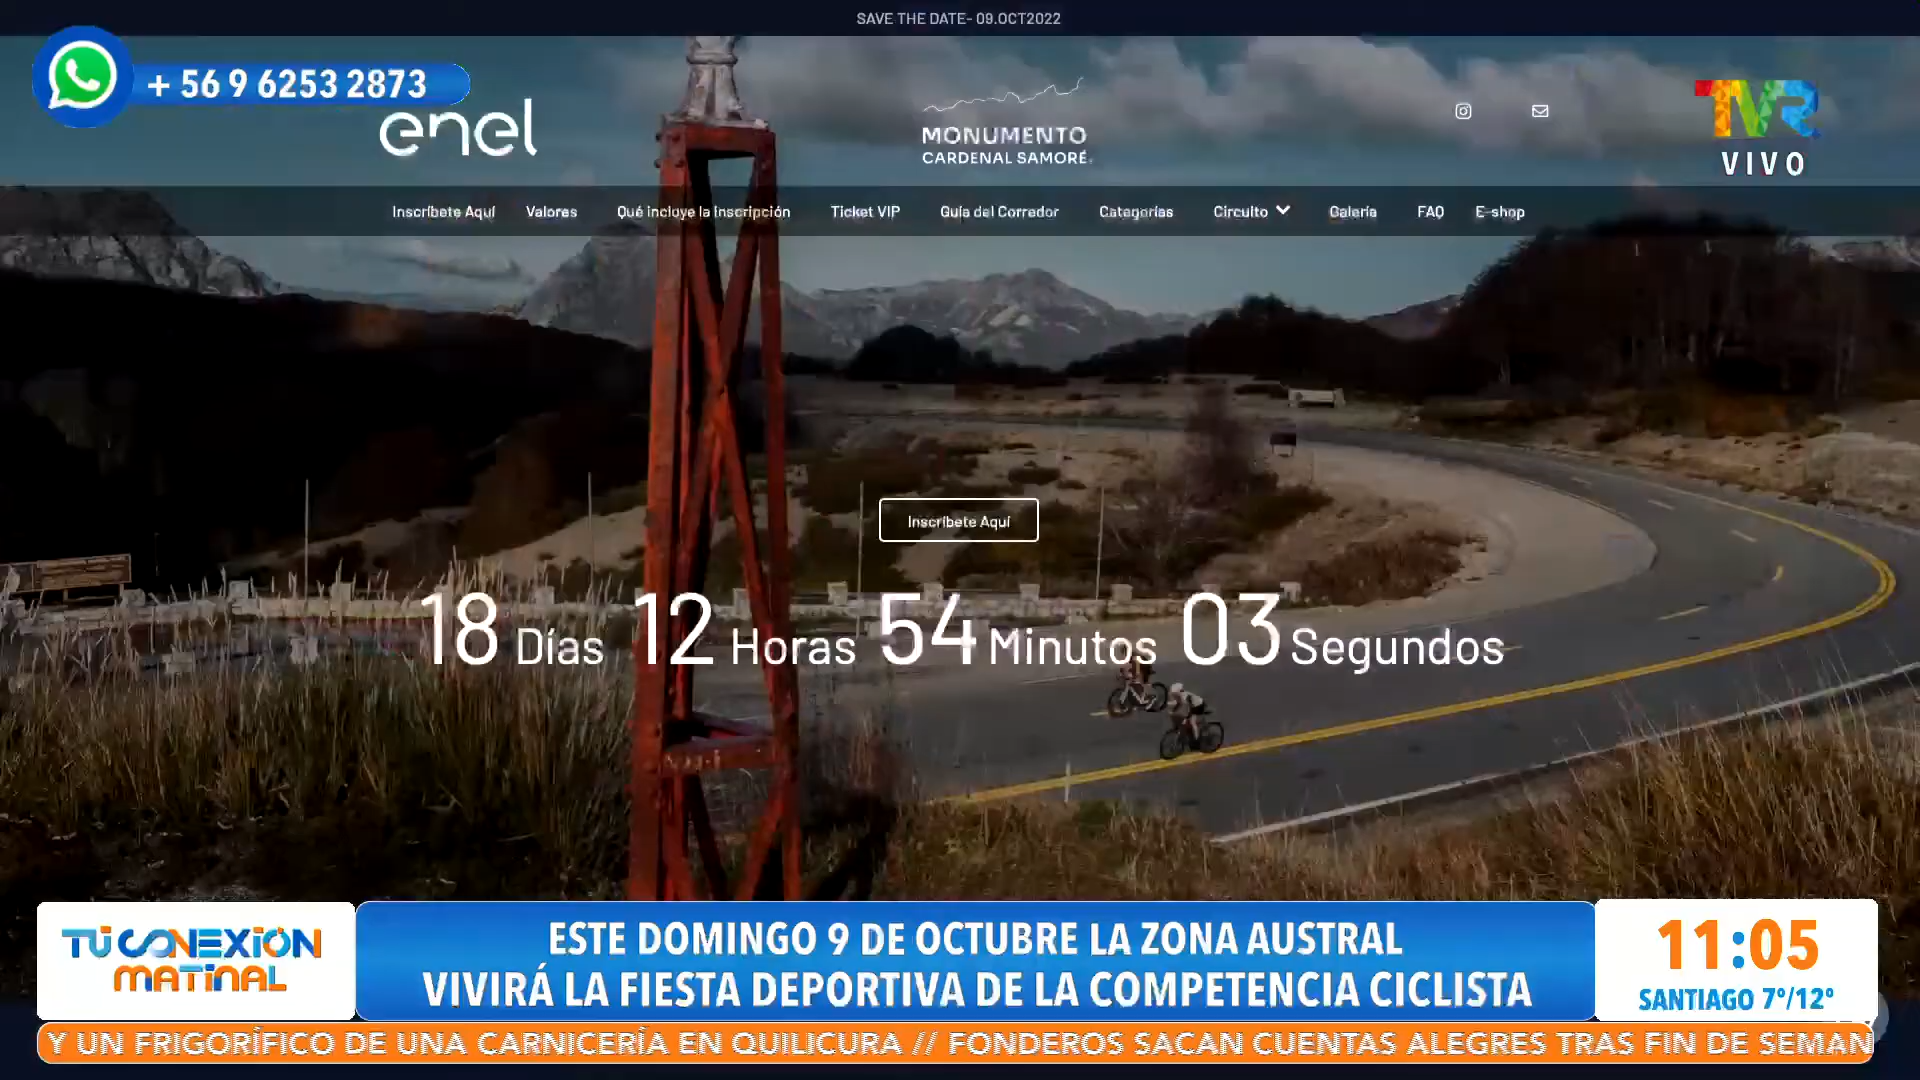 SAVE THE DATE- 09.OCT2022
+ 56 9 6253 2873
enel
MONUMENTO
CARDENAL SAMORÉ
TVR
VIVO
Inscríbete Aquí Valores Qué incluye la Inscripción Ticket VIP Guía del Corredor Categorías Circuito Galería FAQ E-shop
Inscríbete Aquí
18 Días 12 Horas 54 Minutos 03 Segundos
TÚ CONEXIÓN
MATINAL
ESTE DOMINGO 9 DE OCTUBRE LA ZONA AUSTRAL
VIVIRÁ LA FIESTA DEPORTIVA DE LA COMPETENCIA CICLISTA
11:05
SANTIAGO 7°/12°
Y UN FRIGORÍFICO DE UNA CARNICERÍA EN QUILICURA // FONDEROS SACAN CUENTAS ALEGRES TRAS FIN DE SEMAN